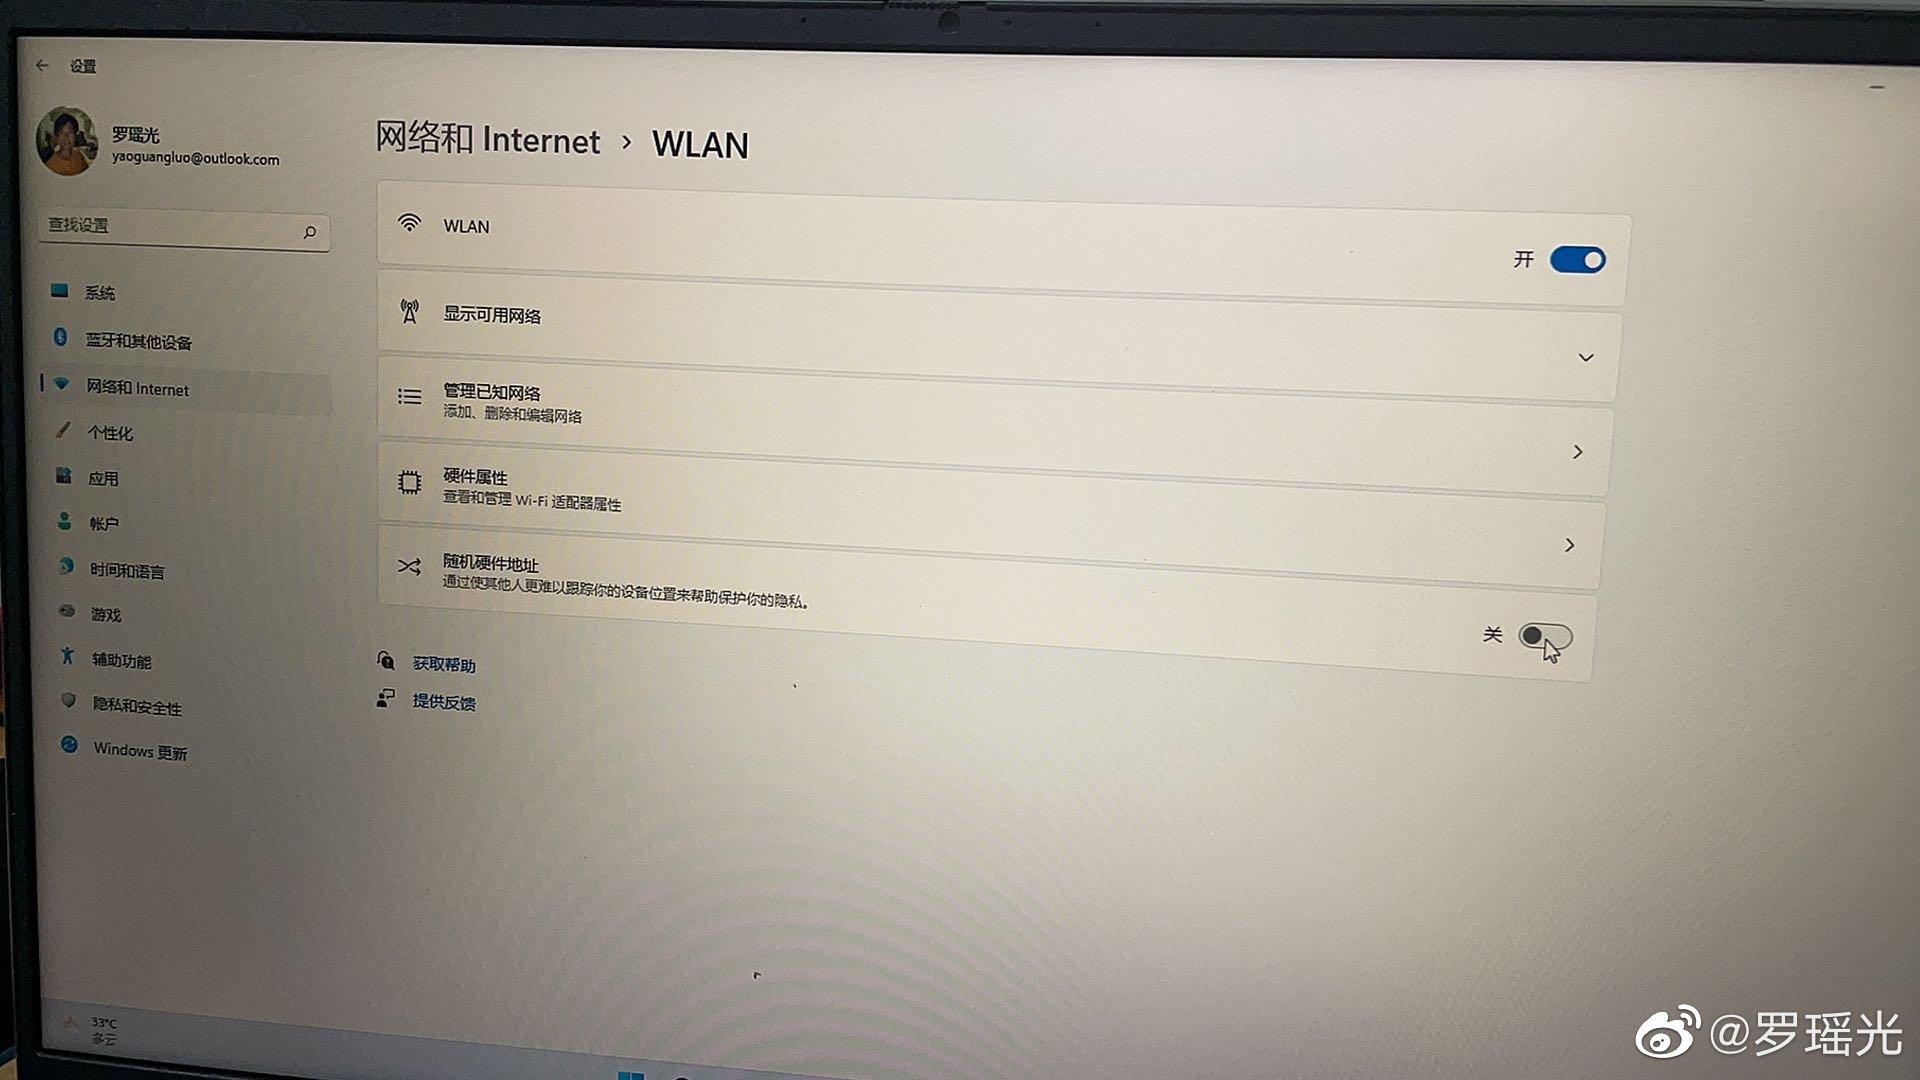 设置
罗瑶光
yaoguangluo@outlook.com
查找设置
系统
蓝牙和其他设备
网络和 Internet
个性化
应用
帐户
时间和语言
游戏
辅助功能
隐私和安全性
Windows 更新
网络和 Internet › WLAN
WLAN
开
显示可用网络
管理已知网络
添加、删除和编辑网络
硬件属性
查看和管理 Wi-Fi 适配器属性
随机硬件地址
通过使其他人更难以跟踪你的设备位置来帮助保护你的隐私。
关
获取帮助
提供反馈
33°C
多云
@罗瑶光